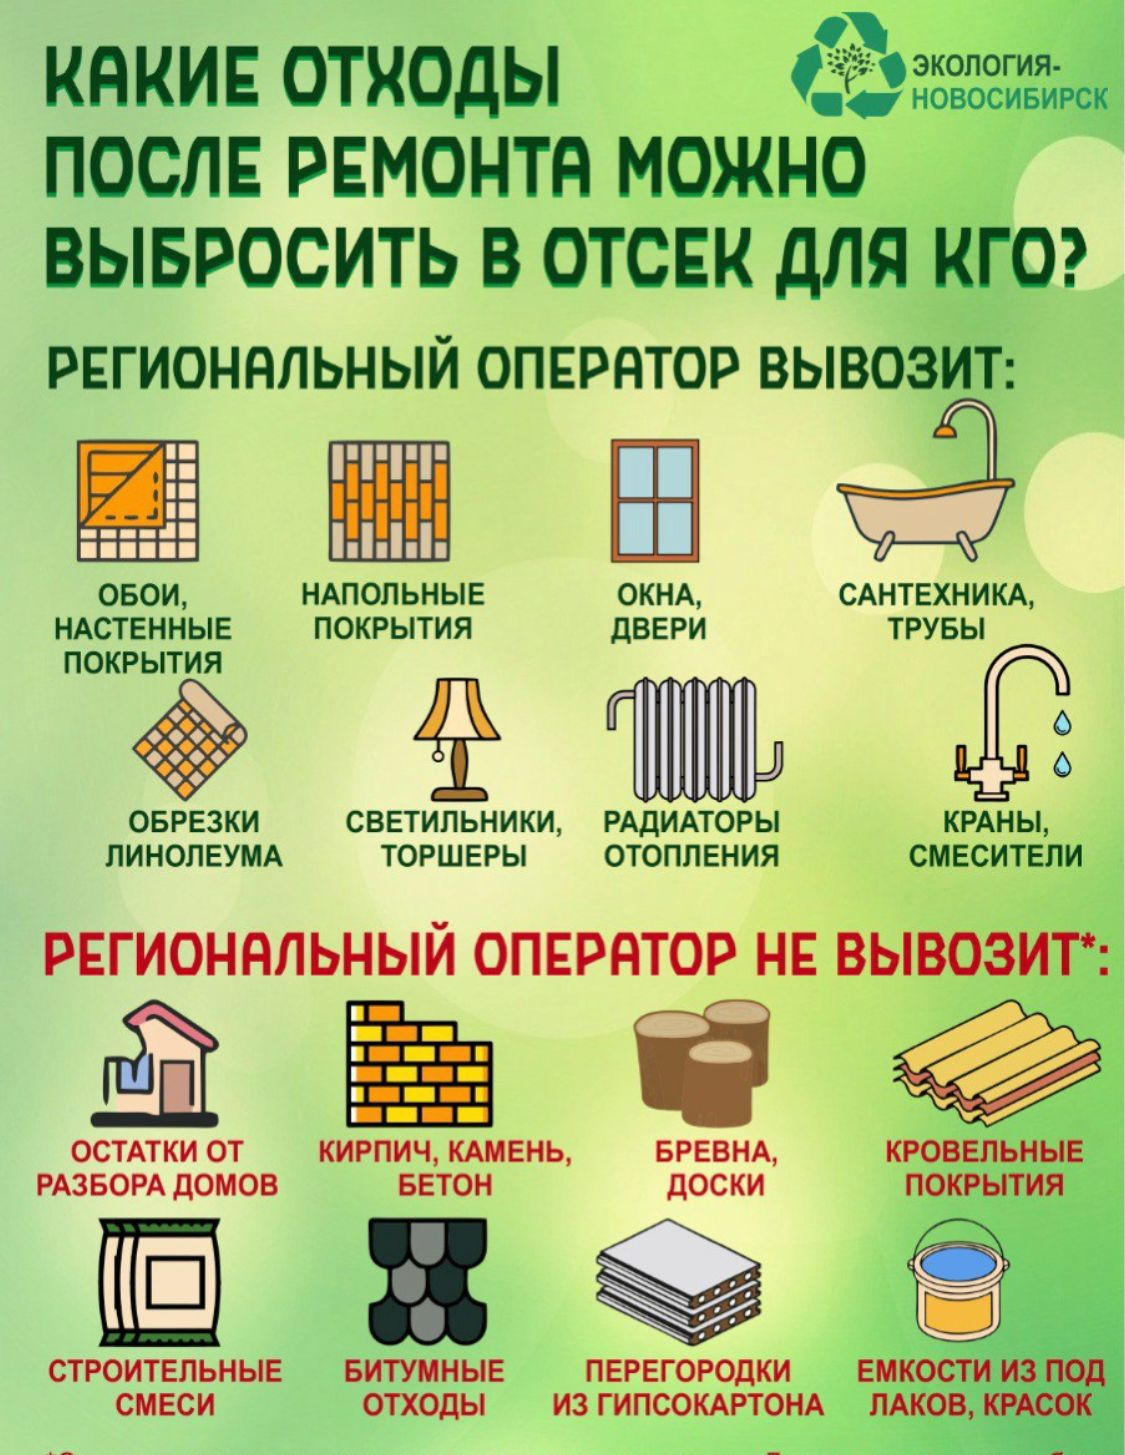 ЭКОЛОГИЯ-
НОВОСИБИРСК
КАКИЕ ОТХОДЫ
ПОСЛЕ РЕМОНТА МОЖНО
ВЫБРОСИТЬ В ОТСЕК ДЛЯ КГО?
РЕГИОНАЛЬНЫЙ ОПЕРАТОР ВЫВОЗИТ:
ОБОИ,
НАСТЕННЫЕ
ПОКРЫТИЯ
НАПОЛЬНЫЕ
ПОКРЫТИЯ
ОКНА,
ДВЕРИ
САНТЕХНИКА,
ТРУБЫ
ОБРЕЗКИ
ЛИНОЛЕУМА
СВЕТИЛЬНИКИ,
ТОРШЕРЫ
РАДИАТОРЫ
ОТОПЛЕНИЯ
КРАНЫ,
СМЕСИТЕЛИ
РЕГИОНАЛЬНЫЙ ОПЕРАТОР НЕ ВЫВОЗИТ*:
ОСТАТКИ ОТ
РАЗБОРА ДОМОВ
КИРПИЧ, КАМЕНЬ,
БЕТОН
БРЕВНА,
ДОСКИ
КРОВЕЛЬНЫЕ
ПОКРЫТИЯ
СТРОИТЕЛЬНЫЕ
СМЕСИ
БИТУМНЫЕ
ОТХОДЫ
ПЕРЕГОРОДКИ
ИЗ ГИПСОКАРТОНА
ЕМКОСТИ ИЗ ПОД
ЛАКОВ, КРАСОК